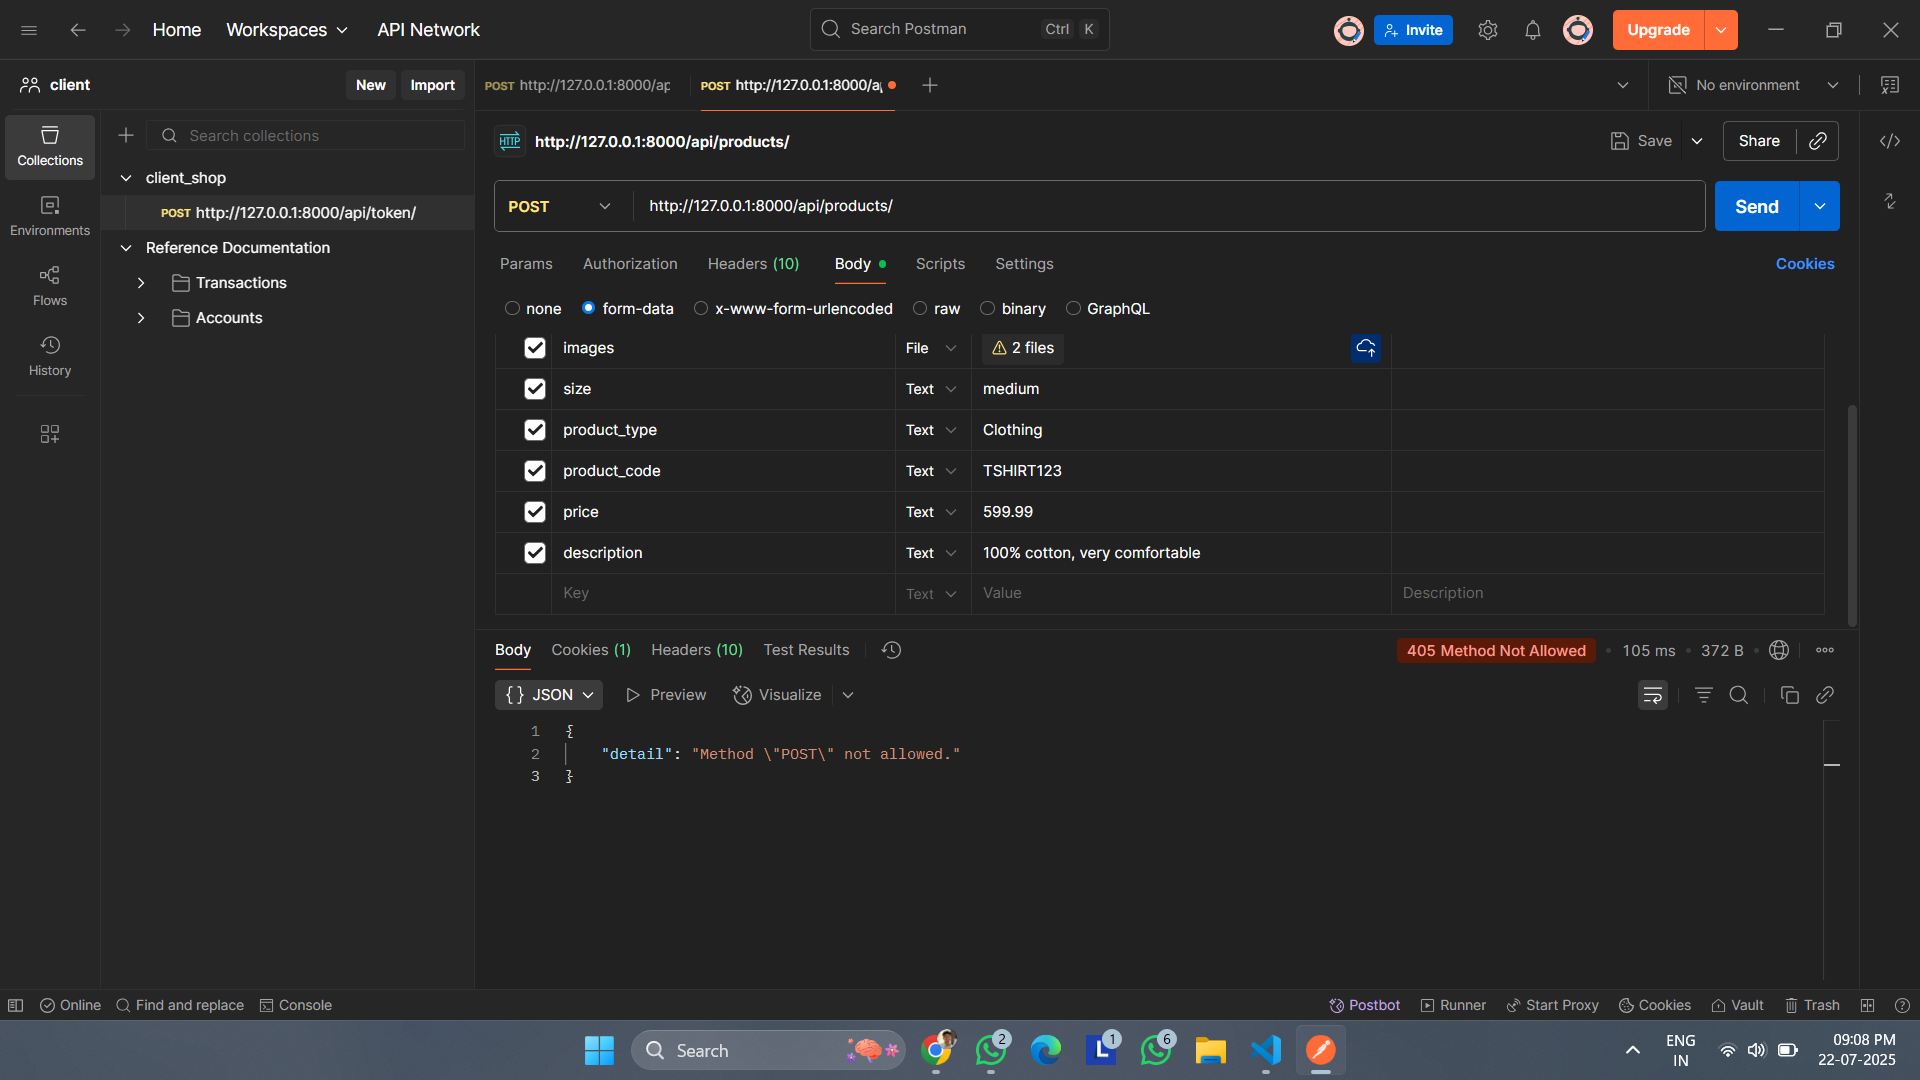 Home Workspaces API Network
Search Postman Ctrl K
Invite Upgrade
client New Import
POST http://127.0.0.1:8000/ap POST http://127.0.0.1:8000/a
No environment
Collections
Environments
Flows
History
Search collections
client_shop
POST http://127.0.0.1:8000/api/token/
Reference Documentation
Transactions
Accounts
HTTP http://127.0.0.1:8000/api/products/
Save Share
POST http://127.0.0.1:8000/api/products/ Send
Params Authorization Headers (10) Body Scripts Settings Cookies
none form-data x-www-form-urlencoded raw binary GraphQL
images File 2 files
size Text medium
product_type Text Clothing
product_code Text TSHIRT123
price Text 599.99
description Text 100% cotton, very comfortable
Key Text Value Description
Body Cookies (1) Headers (10) Test Results 405 Method Not Allowed • 105 ms • 372 B •
{} JSON Preview Visualize
1 {
2 "detail": "Method \"POST\" not allowed."
3 }
Online Find and replace Console Postbot Runner Start Proxy Cookies Vault Trash
Search 2 L 1 6
ENG
IN
09:08 PM
22-07-2025